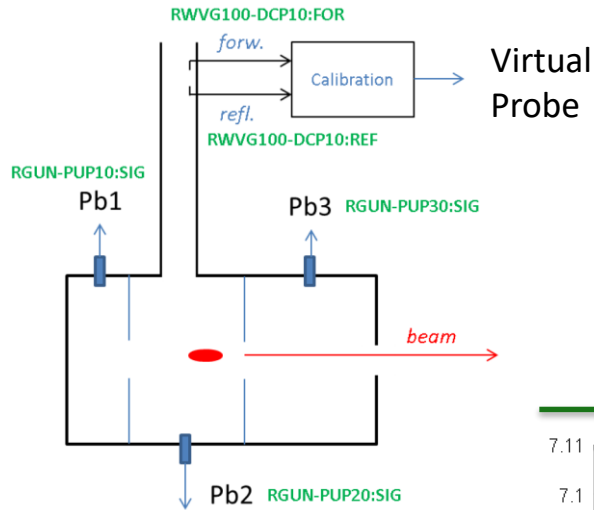 RWVG100-DCP10:FOR
forw.
Calibration
Virtual
Probe
refl.
RWVG100-DCP10:REF
RGUN-PUP10:SIG
Pb1
Pb3 RGUN-PUP30:SIG
beam
7.11
7.1
Pb2 RGUN-PUP20:SIG